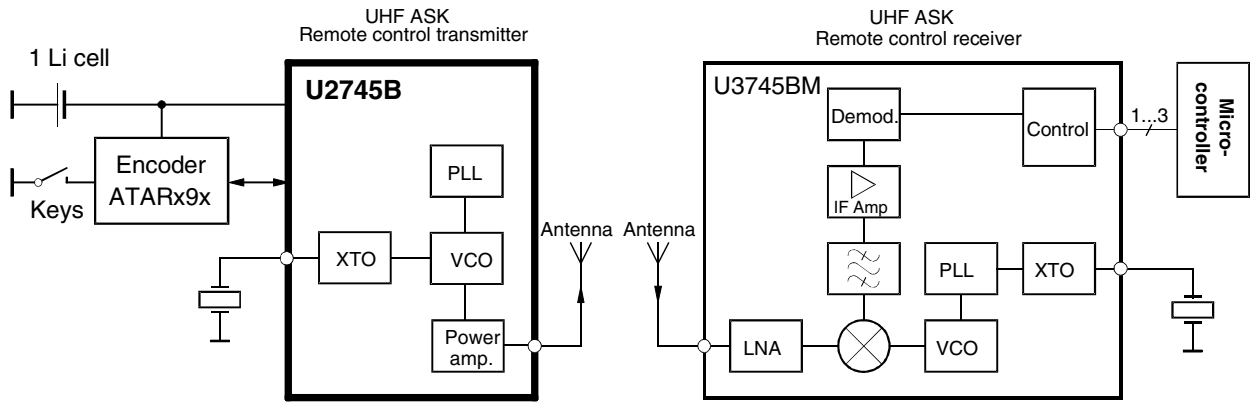 UHF ASK
Remote control transmitter
1 Li cell
U2745B
Encoder
ATARx9x
Keys
PLL
XTO
VCO
Power
amp.
Antenna
UHF ASK
Remote control receiver
U3745BM
Demod.
Control
1...3
Micro-
controller
IF Amp
Antenna
PLL
XTO
LNA
VCO